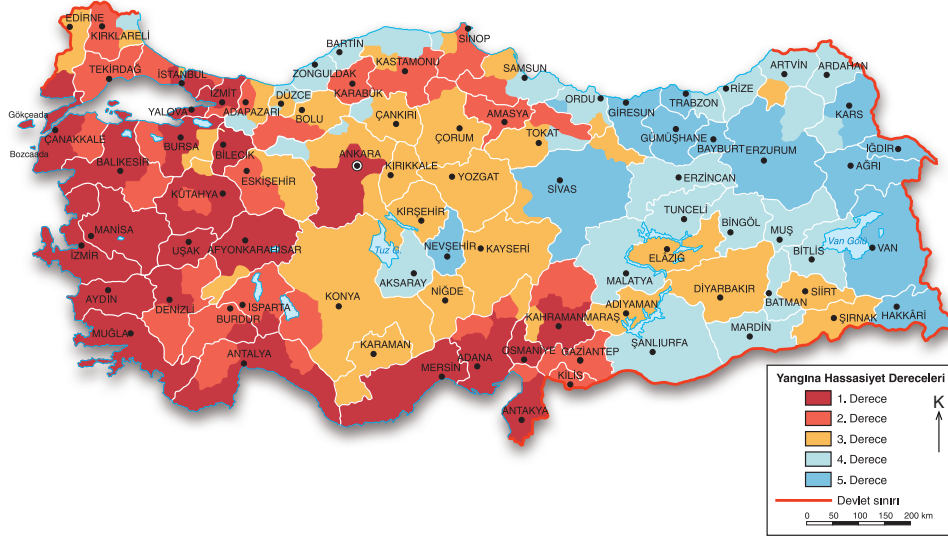 EDİRNE
KIRKLARELİ
TEKİRDAĞ
İSTANBUL
YALOVA
İZMİT
ADAPAZARI
DÜZCE
BOLU
ZONGULDAK
BARTIN
KARABÜK
KASTAMONU
SİNOP
SAMSUN
ORDU
GİRESUN
TRABZON
RİZE
ARTVİN
ARDAHAN
KARS
IĞDIR
AĞRI
Gökçeada
Bozcaada
ÇANAKKALE
BALIKESİR
BURSA
BİLECİK
ESKİŞEHİR
KÜTAHYA
ANKARA
ÇANKIRI
KIRIKKALE
ÇORUM
AMASYA
TOKAT
YOZGAT
SİVAS
GÜMÜŞHANE
BAYBURT
ERZURUM
ERZİNCAN
TUNCELİ
BİNGÖL
MUŞ
BİTLİS
Van Gölü
VAN
MANİSA
İZMİR
UŞAK
AFYONKARAHİSAR
KIRŞEHİR
NEVŞEHİR
KAYSERİ
Tuz G.
AKSARAY
NİĞDE
KONYA
KARAMAN
AYDIN
DENİZLİ
BURDUR
ISPARTA
MUĞLA
ANTALYA
MERSİN
ADANA
OSMANİYE
KAHRAMANMARAŞ
GAZİANTEP
KİLİS
ANTAKYA
MALATYA
ELAZIĞ
ADIYAMAN
DİYARBAKIR
BATMAN
SİİRT
ŞIRNAK
HAKKÂRİ
MARDİN
ŞANLIURFA
Yangına Hassasiyet Dereceleri
1. Derece
2. Derece
3. Derece
4. Derece
5. Derece
Devlet sınırı
0 50 100 150 200 km
K